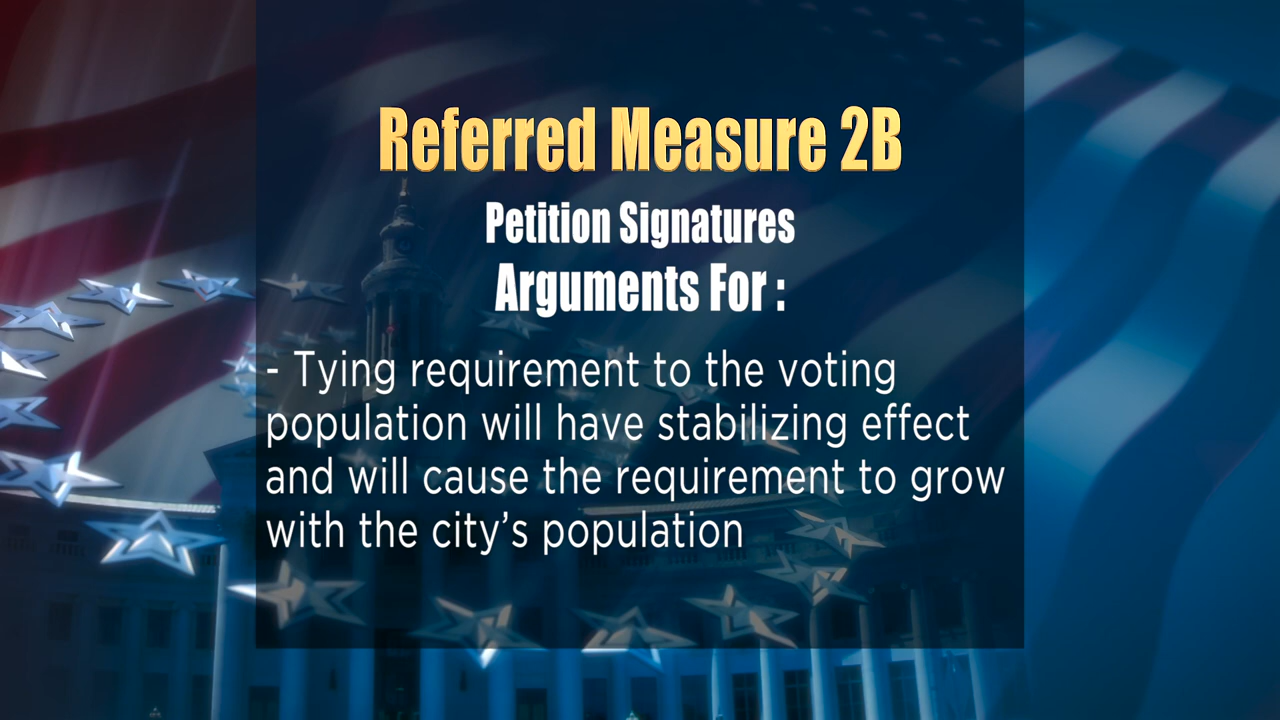 Referred Measure 2B
Petition Signatures
Arguments For :
- Tying requirement to the voting
population will have stabilizing effect
and will cause the requirement to grow
with the city’s population